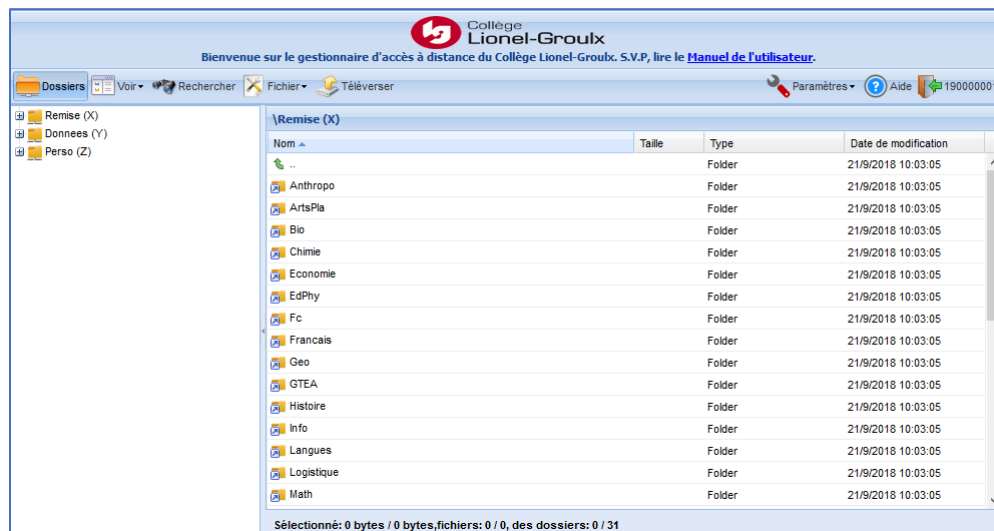 Collège
Lionel-Groulx
Bienvenue sur le gestionnaire d'accès à distance du Collège Lionel-Groulx. S.V.P, lire le Manuel de l'utilisateur.
Dossiers Voir Rechercher Fichier Téléverser Paramètres Aide 19000000
Remise (X)
Donnees (Y)
Perso (Z)
\Remise (X)
Nom Taille Type Date de modification
.. Folder 21/9/2018 10:03:05
Anthropo Folder 21/9/2018 10:03:05
ArtsPla Folder 21/9/2018 10:03:05
Bio Folder 21/9/2018 10:03:05
Chimie Folder 21/9/2018 10:03:05
Economie Folder 21/9/2018 10:03:05
EdPhy Folder 21/9/2018 10:03:05
Fc Folder 21/9/2018 10:03:05
Francais Folder 21/9/2018 10:03:05
Geo Folder 21/9/2018 10:03:05
GTEA Folder 21/9/2018 10:03:05
Histoire Folder 21/9/2018 10:03:05
Info Folder 21/9/2018 10:03:05
Langues Folder 21/9/2018 10:03:05
Logistique Folder 21/9/2018 10:03:05
Math Folder 21/9/2018 10:03:05
Sélectionné: 0 bytes / 0 bytes,fichiers: 0 / 0, des dossiers: 0 / 31